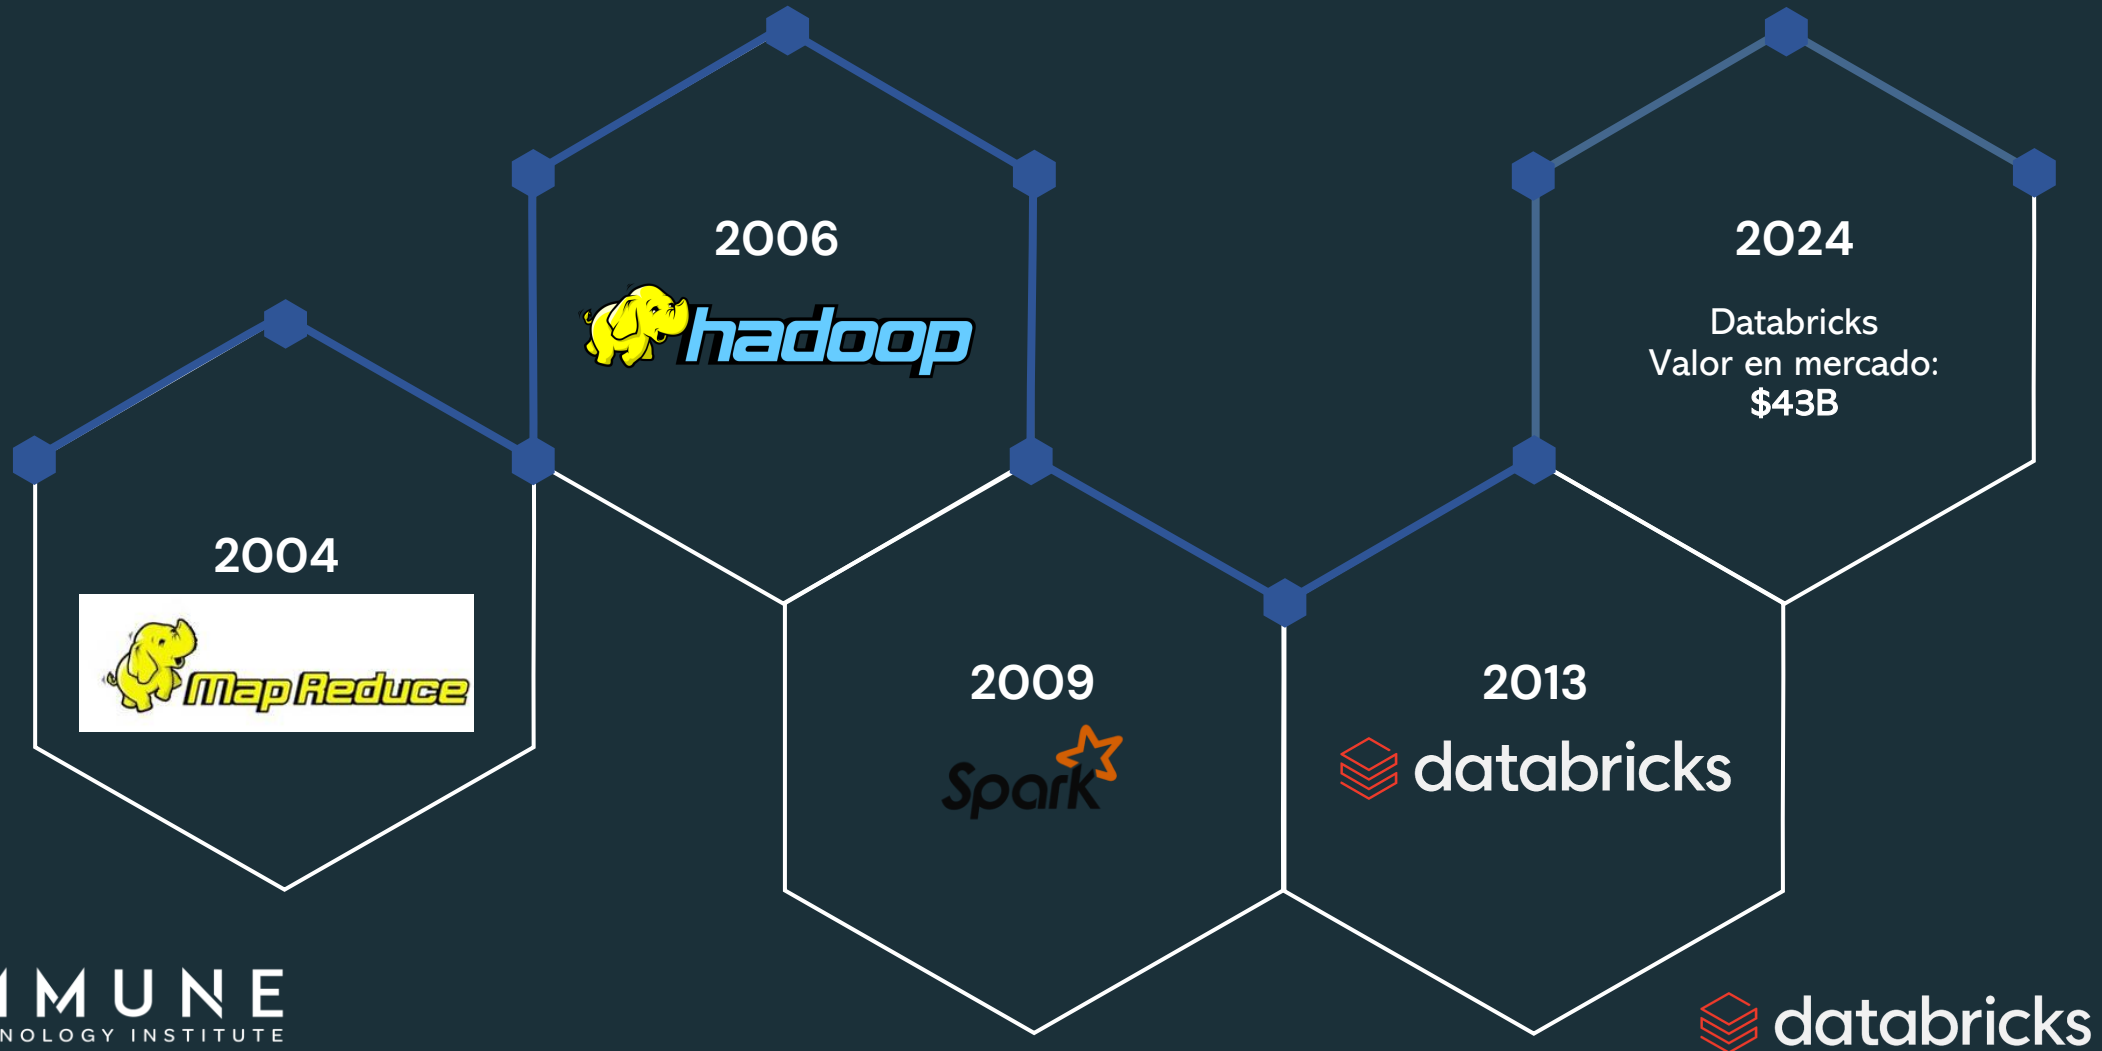 2004
Map Reduce
2006
hadoop
2009
Spark
2013
databricks
2024
Databricks
Valor en mercado:
$43B
MUNE
NOLOGY INSTITUTE
databricks